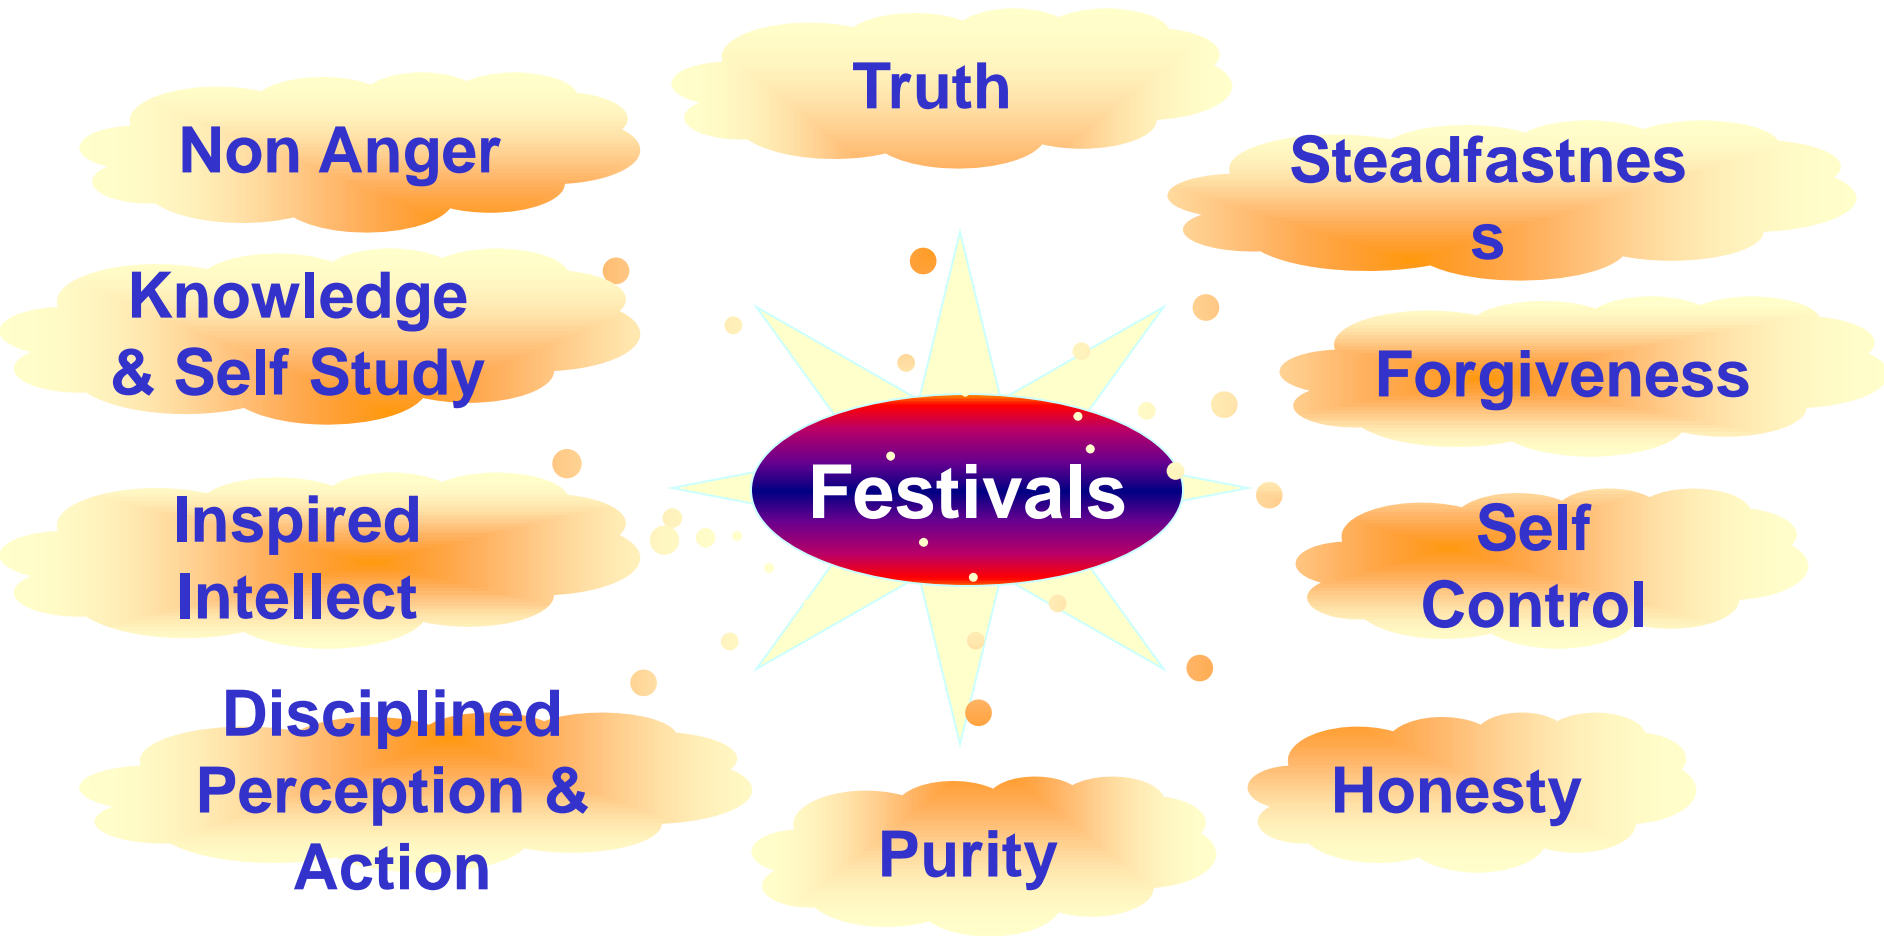 Truth
Non Anger
Steadfastnes
s
Knowledge
& Self Study
Forgiveness
Festivals
Inspired
Intellect
Self
Control
Disciplined
Perception &
Action
Honesty
Purity